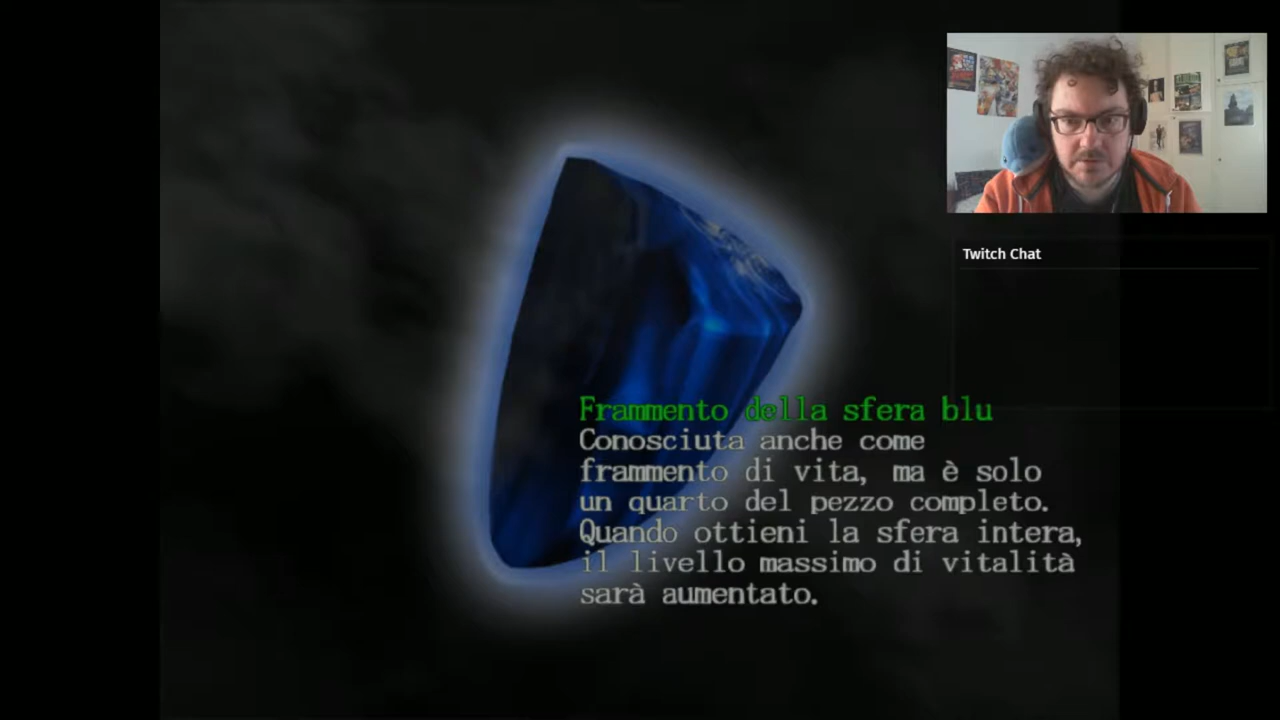 Twitch Chat
Frammento della sfera blu
Conosciuta anche come
frammento di vita, ma è solo
un quarto del pezzo completo.
Quando ottieni la sfera intera,
il livello massimo di vitalità
sarà aumentato.